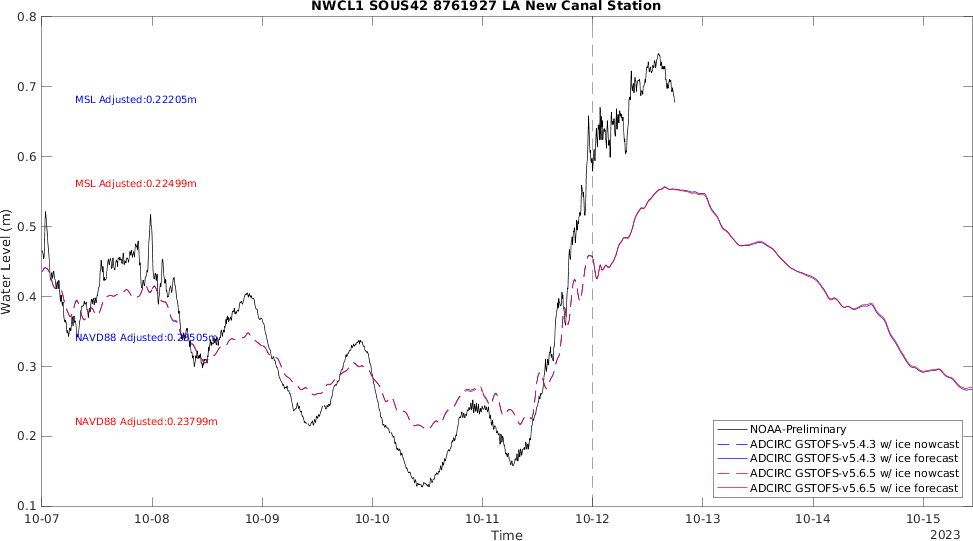 NWCL1 SOUS42 8761927 LA New Canal Station
0.8
0.7
0.6
0.5
0.4
0.3
0.2
0.1
Water Level (m)
MSL Adjusted:0.22205m
MSL Adjusted:0.22499m
NAVD88 Adjusted:0.23505m
NAVD88 Adjusted:0.23799m
NOAA-Preliminary
ADCIRC GSTOFS-v5.4.3 w/ ice nowcast
ADCIRC GSTOFS-v5.4.3 w/ ice forecast
ADCIRC GSTOFS-v5.6.5 w/ ice nowcast
ADCIRC GSTOFS-v5.6.5 w/ ice forecast
10-07 10-08 10-09 10-10 10-11 10-12 10-13 10-14 10-15
Time
2023